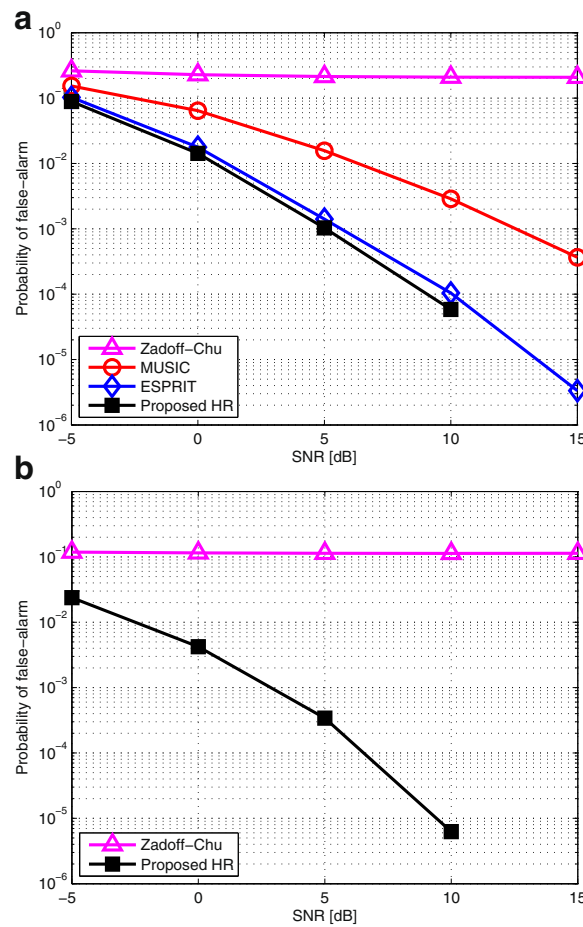 a
10^0
10^-1
10^-2
10^-3
10^-4
10^-5
10^-6
Probability of false-alarm
Zadoff-Chu
MUSIC
ESPRIT
Proposed HR
-5 0 5 10 15
SNR [dB]
b
10^0
10^-1
10^-2
10^-3
10^-4
10^-5
10^-6
Probability of false-alarm
Zadoff-Chu
Proposed HR
-5 0 5 10 15
SNR [dB]